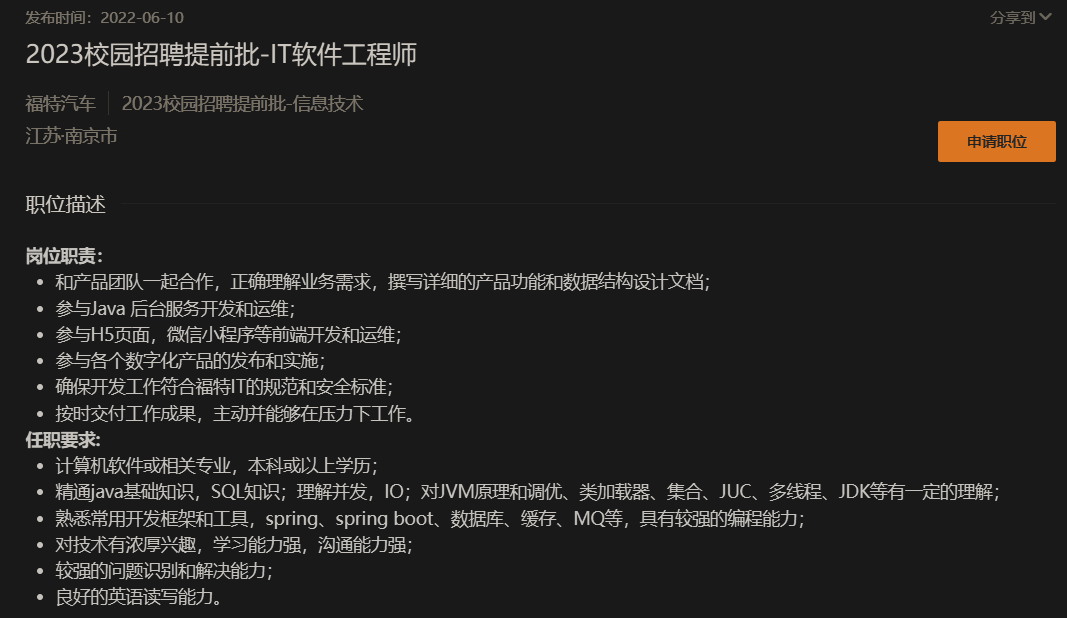 发布时间：2022-06-10
分享到
2023校园招聘提前批-IT软件工程师
福特汽车 2023校园招聘提前批-信息技术
江苏·南京市
申请职位
职位描述
岗位职责：
和产品团队一起合作，正确理解业务需求，撰写详细的产品功能和数据结构设计文档；
参与Java 后台服务开发和运维；
参与H5页面，微信小程序等前端开发和运维；
参与各个数字化产品的发布和实施；
确保开发工作符合福特IT的规范和安全标准；
按时交付工作成果，主动并能够在压力下工作。
任职要求:
计算机软件或相关专业，本科或以上学历；
精通java基础知识，SQL知识；理解并发，IO；对JVM原理和调优、类加载器、集合、JUC、多线程、JDK等有一定的理解；
熟悉常用开发框架和工具，spring、spring boot、数据库、缓存、MQ等，具有较强的编程能力；
对技术有浓厚兴趣，学习能力强，沟通能力强；
较强的问题识别和解决能力；
良好的英语读写能力。